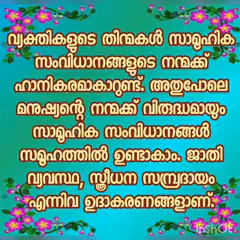 വ്യക്തികളുടെ തിന്മകൾ സാമൂഹിക
സംവിധാനങ്ങളുടെ നന്മക്ക്
ഹാനികരമാകാറുണ്ട്. അതുപോലെ
മനുഷ്യന്റെ നന്മക്ക് വിരുദ്ധമായും
സാമൂഹിക സംവിധാനങ്ങൾ
സമൂഹത്തിൽ ഉണ്ടാകാം. ജാതി
വ്യവസ്ഥ, സ്ത്രീധന സമ്പ്രദായം
എന്നിവ ഉദാഹരണങ്ങളാണ്.
InShOt